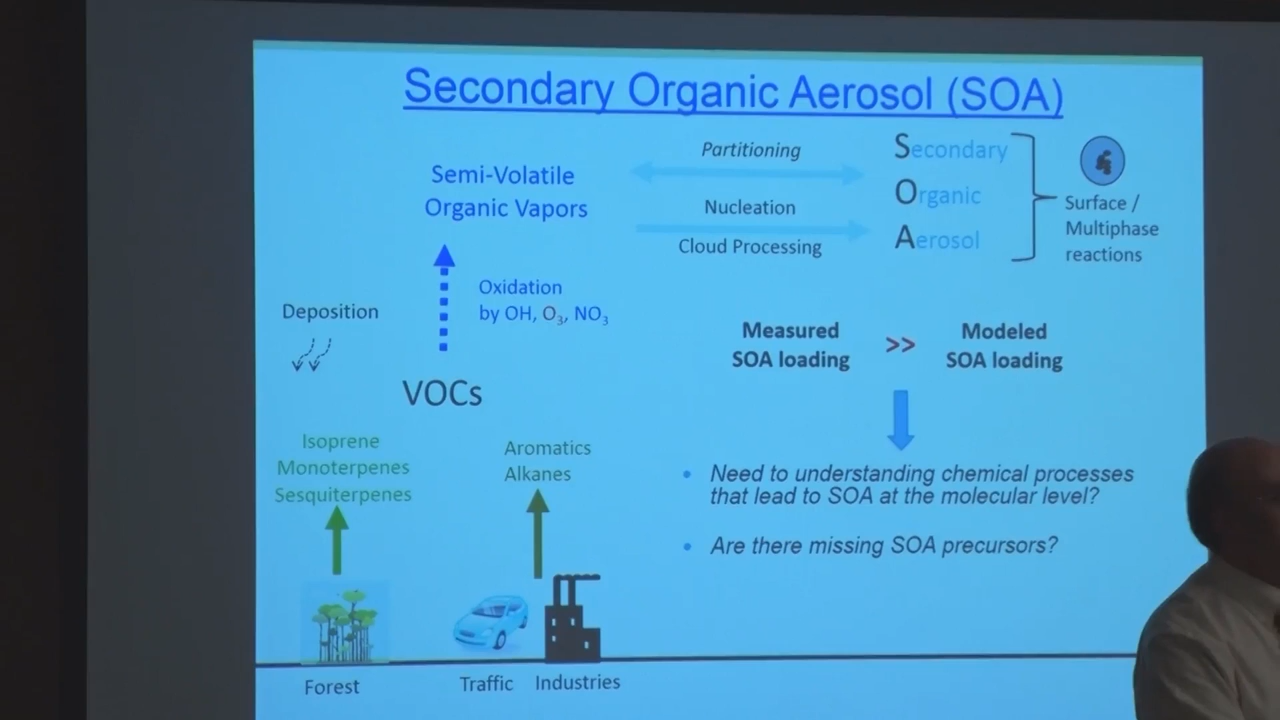 Secondary Organic Aerosol (SOA)
Semi-Volatile
Organic Vapors
Partitioning
Nucleation
Cloud Processing
Secondary
Organic
Aerosol
Surface /
Multiphase
reactions
Oxidation
by OH, O3, NO3
Deposition
VOCs
Isoprene
Monoterpenes
Sesquiterpenes
Aromatics
Alkanes
Forest
Traffic
Industries
Measured
SOA loading
>>
Modeled
SOA loading
• Need to understanding chemical processes
that lead to SOA at the molecular level?
• Are there missing SOA precursors?